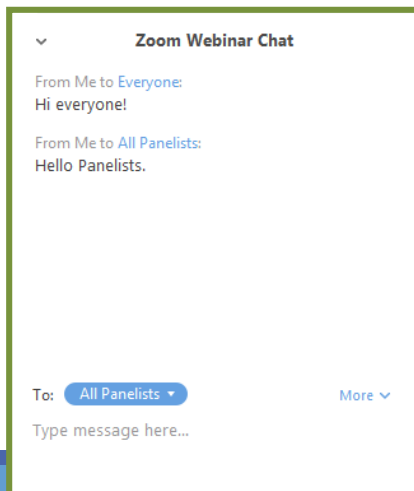 Zoom Webinar Chat
From Me to Everyone:
Hi everyone!
From Me to All Panelists:
Hello Panelists.
To: All Panelists More
Type message here...